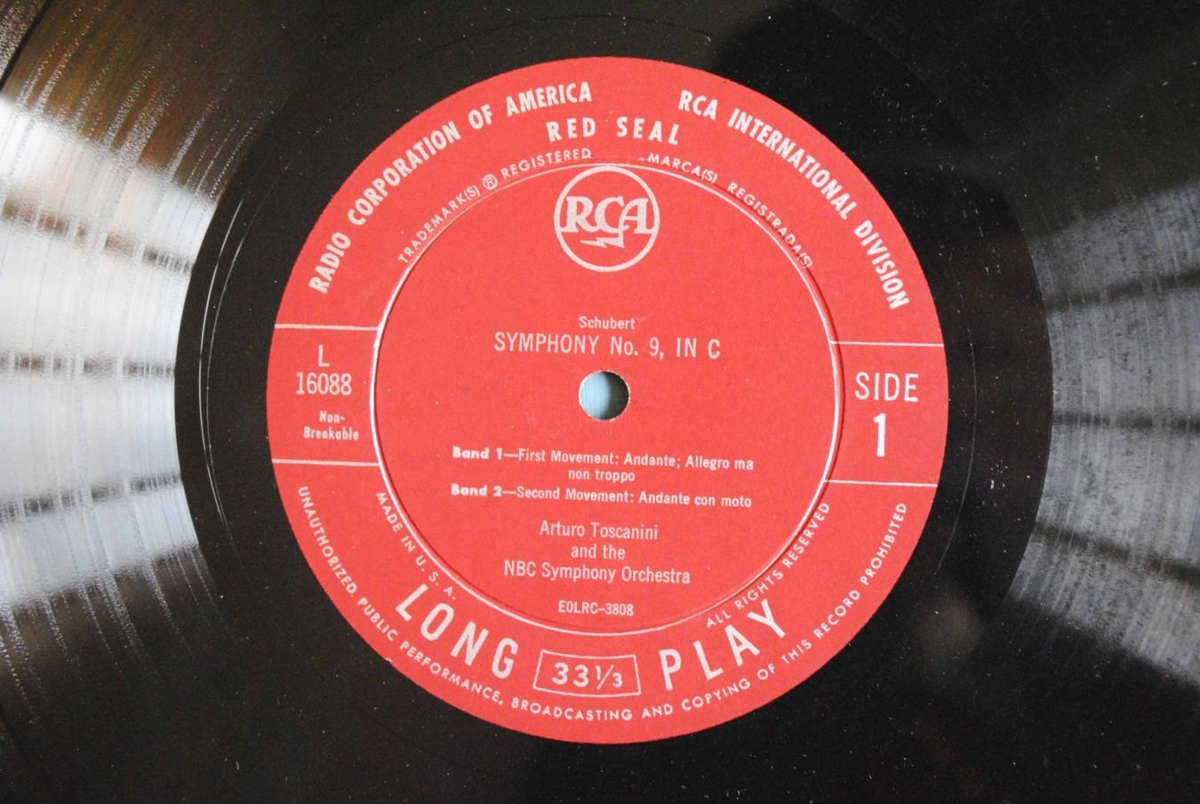 RADIO CORPORATION OF AMERICA
RCA INTERNATIONAL DIVISION
RED SEAL
TRADEMARK(S) ® REGISTERED
MARCA(S) REGISTRADA(S)
RCA
Schubert
SYMPHONY No. 9, IN C
L
16088
Non-
Breakable
SIDE
1
Band 1—First Movement: Andante; Allegro ma
non troppo
Band 2—Second Movement: Andante con moto
Arturo Toscanini
and the
NBC Symphony Orchestra
E0LRC-3808
MADE IN U. S. A.
ALL RIGHTS RESERVED
LONG 33⅓ PLAY
UNAUTHORIZED PUBLIC PERFORMANCE, BROADCASTING AND COPYING OF THIS RECORD PROHIBITED